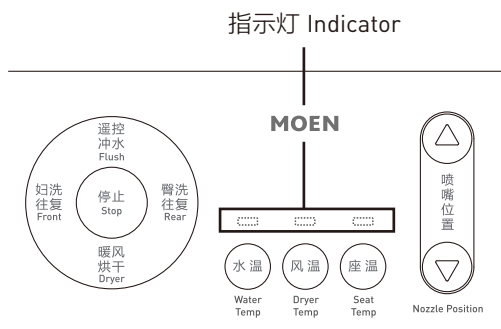 指示灯 Indicator
MOEN
遥控
冲水
Flush
妇洗
往复
Front
停止
Stop
臀洗
往复
Rear
暖风
烘干
Dryer
水温
Water
Temp
风温
Dryer
Temp
座温
Seat
Temp
喷
嘴
位
置
Nozzle Position